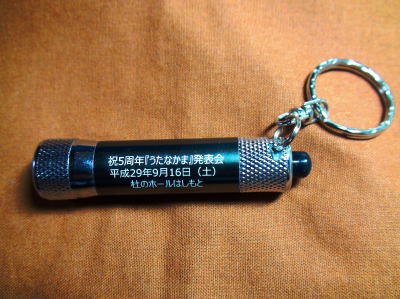 祝5周年『うたなかま』発表会
平成29年9月16日（土）
杜のホールはしもと